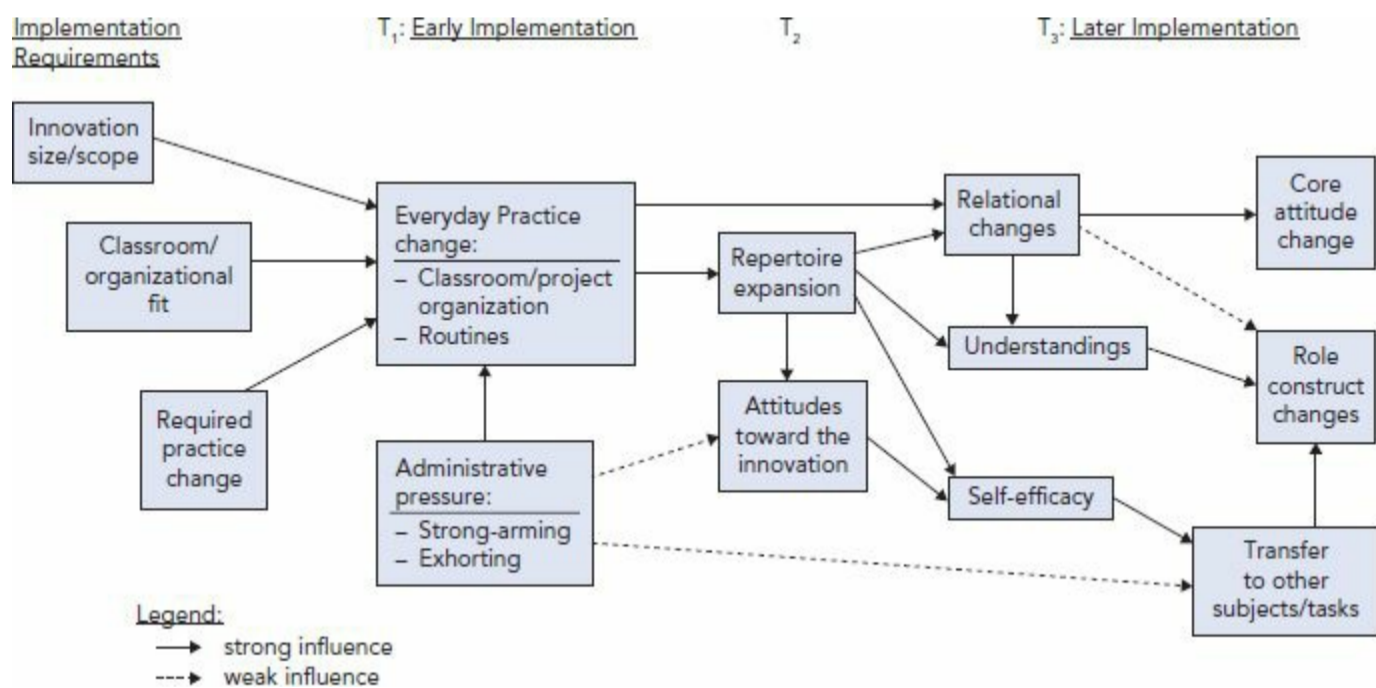 Implementation
Requirements
T1: Early Implementation
T2
T3: Later Implementation
Innovation
size/scope
Classroom/
organizational
fit
Required
practice
change
Everyday Practice
change:
– Classroom/project
organization
– Routines
Administrative
pressure:
– Strong-arming
– Exhorting
Repertoire
expansion
Attitudes
toward the
innovation
Relational
changes
Understandings
Self-efficacy
Core
attitude
change
Role
construct
changes
Transfer
to other
subjects/tasks
Legend:
strong influence
weak influence